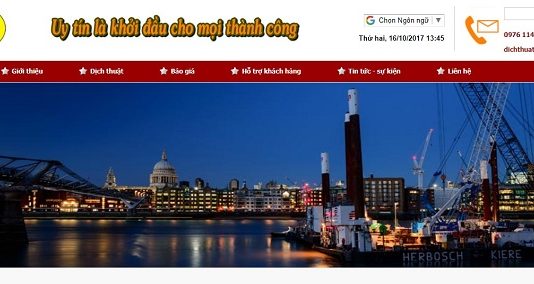 Uy tín là khởi đầu cho mọi thành công
Chọn Ngôn ngữ
Thứ hai, 16/10/2017 13:45
0976 114
dichthuat
Giới thiệu
Dịch thuật
Báo giá
Hỗ trợ khách hàng
Tin tức - sự kiện
Liên hệ
HERBOSCH KIERE